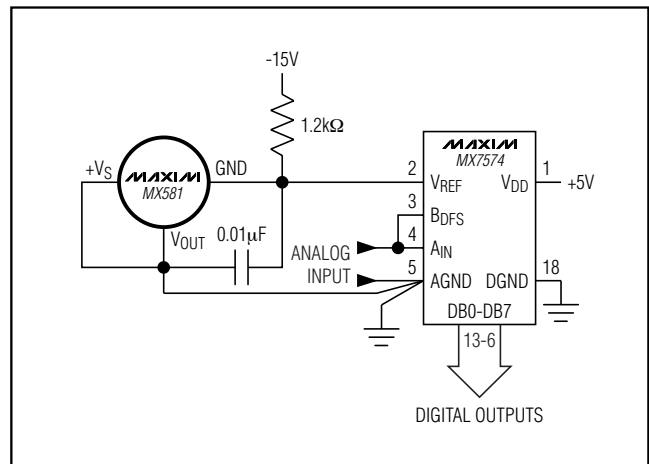 -15V
1.2kΩ
+VS
MAXIM
MX581
GND
VOUT
0.01μF
MAXIM
MX7574
2
VREF
VDD
1
+5V
3
BDFS
ANALOG
INPUT
4
AIN
5
AGND
DGND
18
DB0-DB7
13-6
DIGITAL OUTPUTS